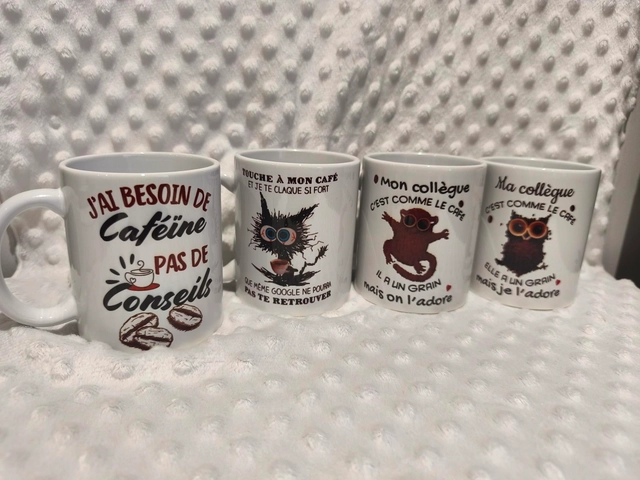 J'AI BESOIN DE
Caféïne
PAS DE
Conseils
TOUCHE À MON CAFÉ
ET JE TE CLAQUE SI FORT
QUE MÊME GOOGLE NE POURRA
PAS TE RETROUVER
Mon collègue
C'EST COMME LE CAFÉ
IL A UN GRAIN
mais on l'adore
Ma collègue
C'EST COMME LE CAFÉ
ELLE A UN GRAIN
mais je l'adore